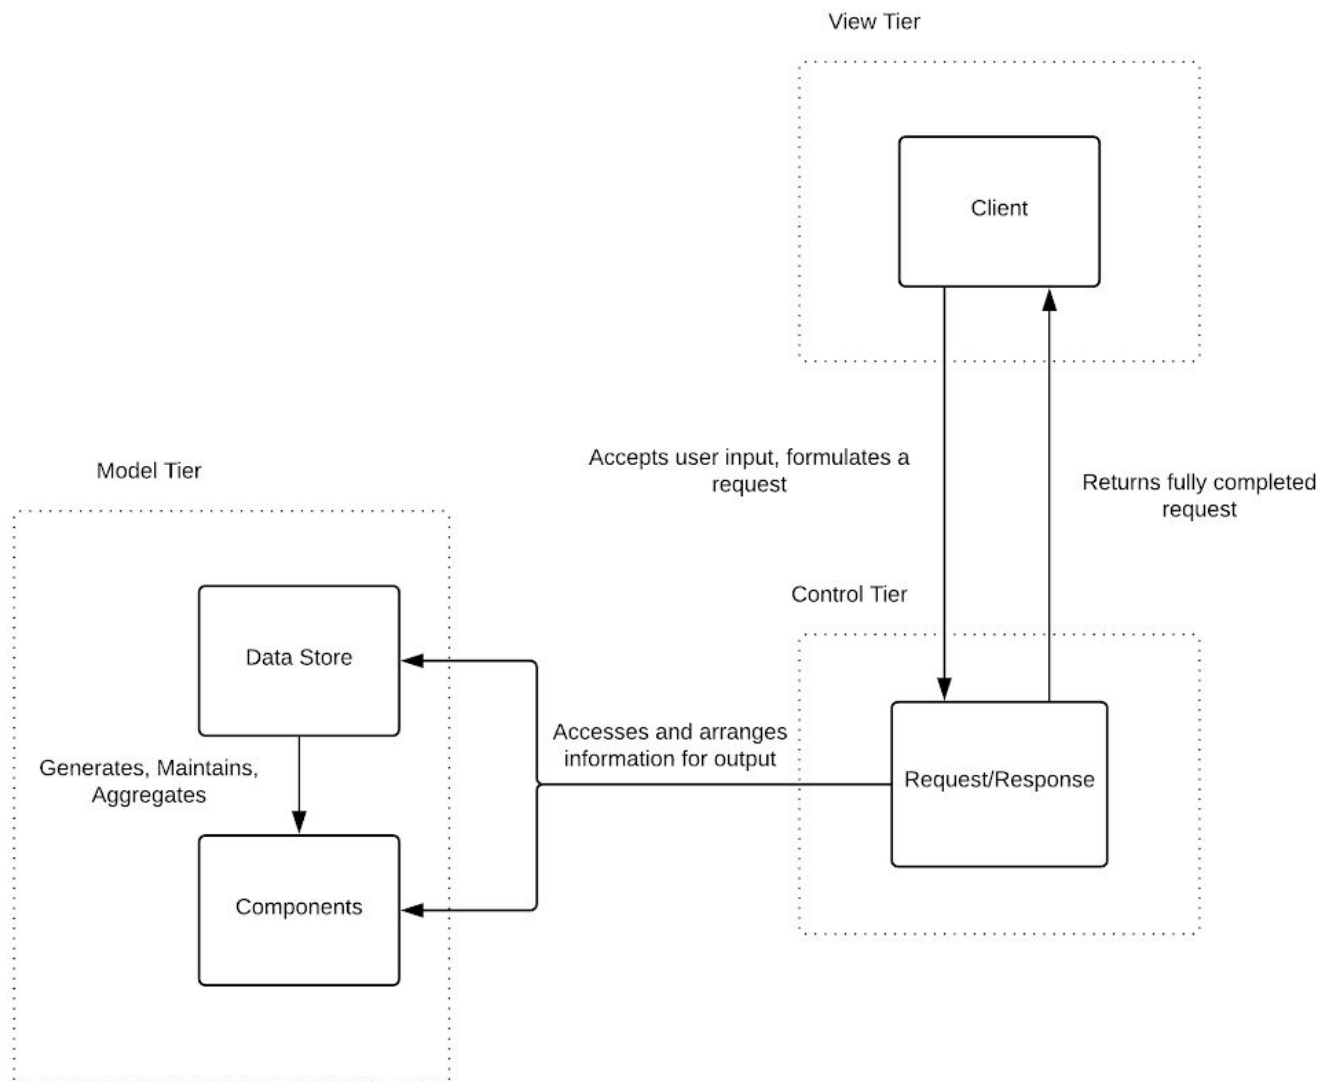 View Tier
Client
Accepts user input, formulates a
request
Returns fully completed
request
Model Tier
Control Tier
Data Store
Generates, Maintains,
Aggregates
Components
Accesses and arranges
information for output
Request/Response